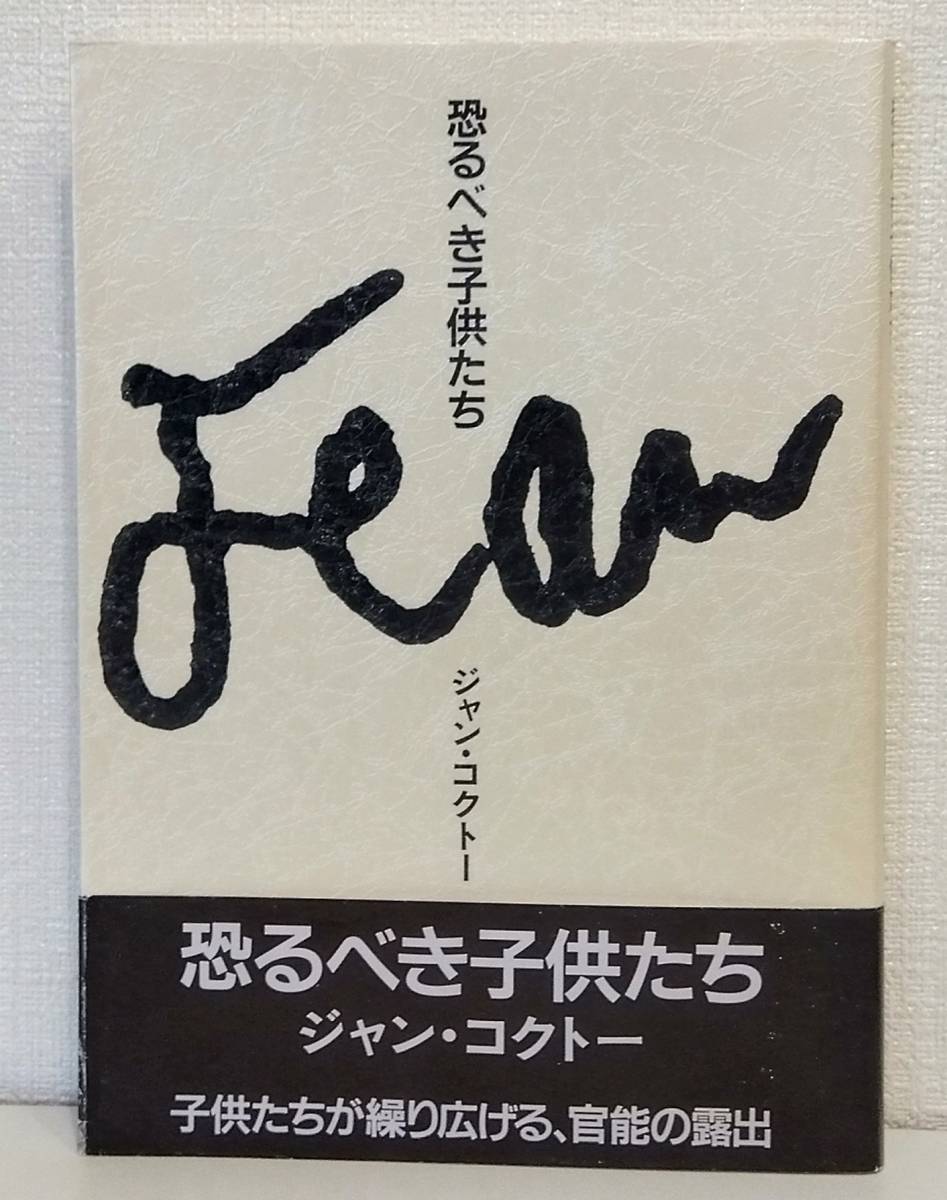 恐るべき子供たち
Jean
ジャン・コクトー
恐るべき子供たち
ジャン・コクトー
子供たちが繰り広げる、官能の露出